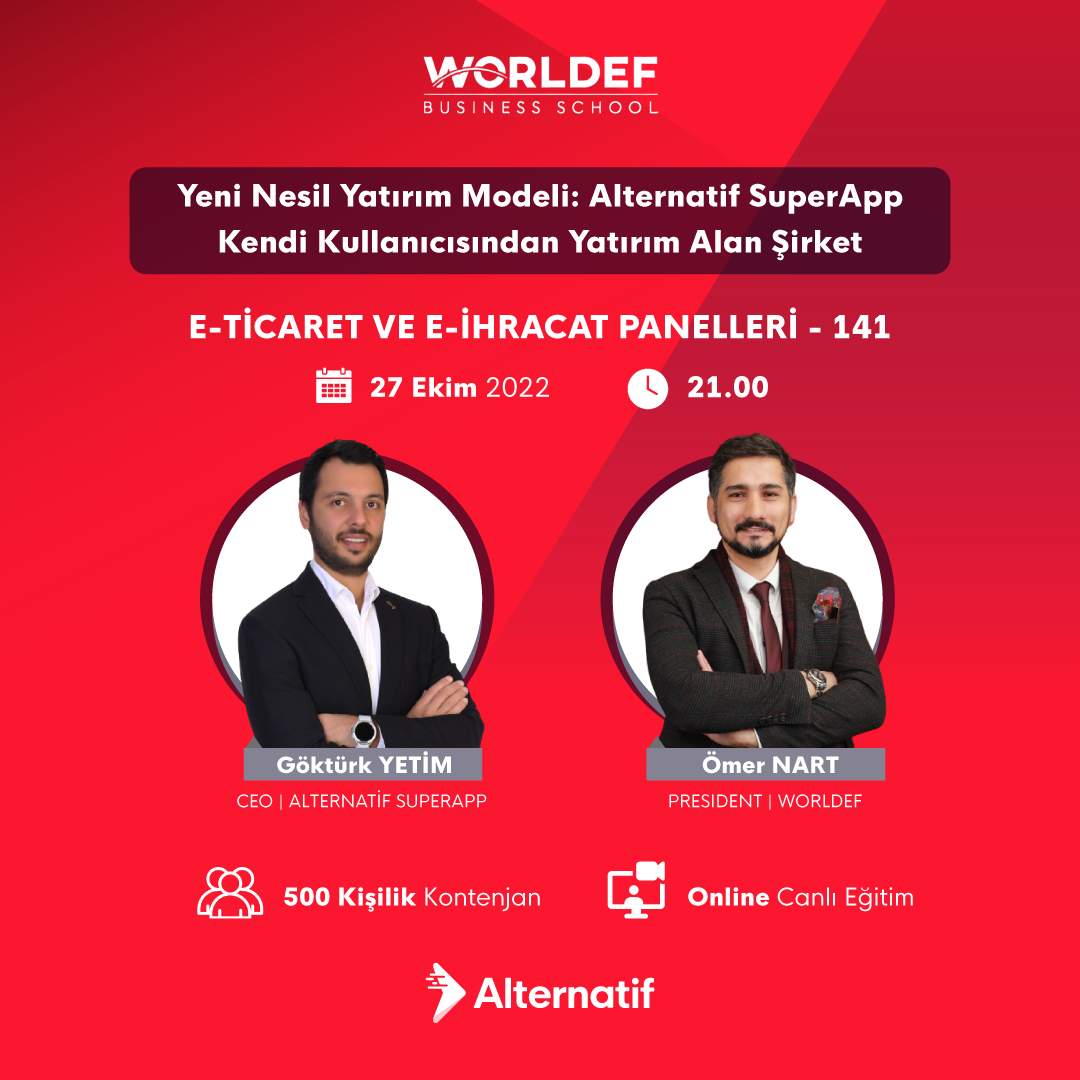 WORLDEF
BUSINESS SCHOOL
Yeni Nesil Yatırım Modeli: Alternatif SuperApp
Kendi Kullanıcısından Yatırım Alan Şirket
E-TİCARET VE E-İHRACAT PANELLERİ - 141
27 Ekim 2022
21.00
Göktürk YETİM
CEO | ALTERNATİF SUPERAPP
Ömer NART
PRESIDENT | WORLDEF
500 Kişilik Kontenjan
Online Canlı Eğitim
Alternatif